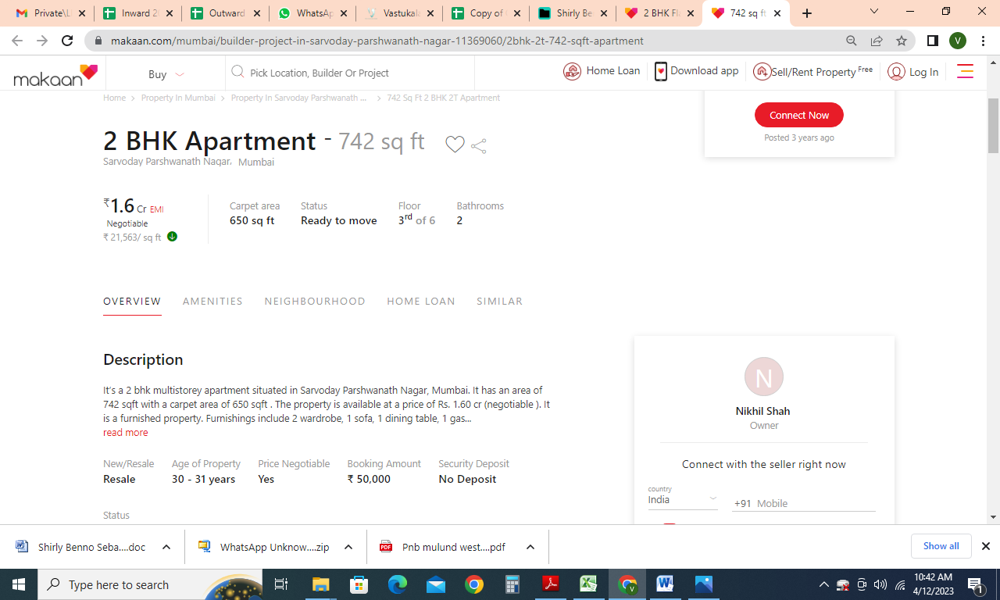 Private\L
Inward 2
Outward
WhatsAp
Vastukala
Copy of
Shirly Be
2 BHK Fl
742 sq ft
makaan.com/mumbai/builder-project-in-sarvoday-parshwanath-nagar-11369060/2bhk-2t-742-sqft-apartment
V
makaan
Buy
Pick Location, Builder Or Project
Home Loan
Download app
Sell/Rent Property Free
Log In
Home > Property In Mumbai > Property In Sarvoday Parshwanath ... > 742 Sq Ft 2 BHK 2T Apartment
Connect Now
Posted 3 years ago
2 BHK Apartment - 742 sq ft
Sarvoday Parshwanath Nagar, Mumbai
₹1.6 Cr EMI
Negotiable
₹ 21,563/ sq ft
Carpet area
650 sq ft
Status
Ready to move
Floor
3rd of 6
Bathrooms
2
OVERVIEW AMENITIES NEIGHBOURHOOD HOME LOAN SIMILAR
Description
It's a 2 bhk multistorey apartment situated in Sarvoday Parshwanath Nagar, Mumbai. It has an area of
742 sqft with a carpet area of 650 sqft . The property is available at a price of Rs. 1.60 cr (negotiable ). It
is a furnished property. Furnishings include 2 wardrobe, 1 sofa, 1 dining table, 1 gas...
read more
New/Resale
Resale
Age of Property
30 - 31 years
Price Negotiable
Yes
Booking Amount
₹ 50,000
Security Deposit
No Deposit
Status
N
Nikhil Shah
Owner
Connect with the seller right now
country
India
+91 Mobile
Shirly Benno Seba....doc
WhatsApp Unknow....zip
Pnb mulund west....pdf
Show all
Type here to search
10:42 AM
4/12/2023
1